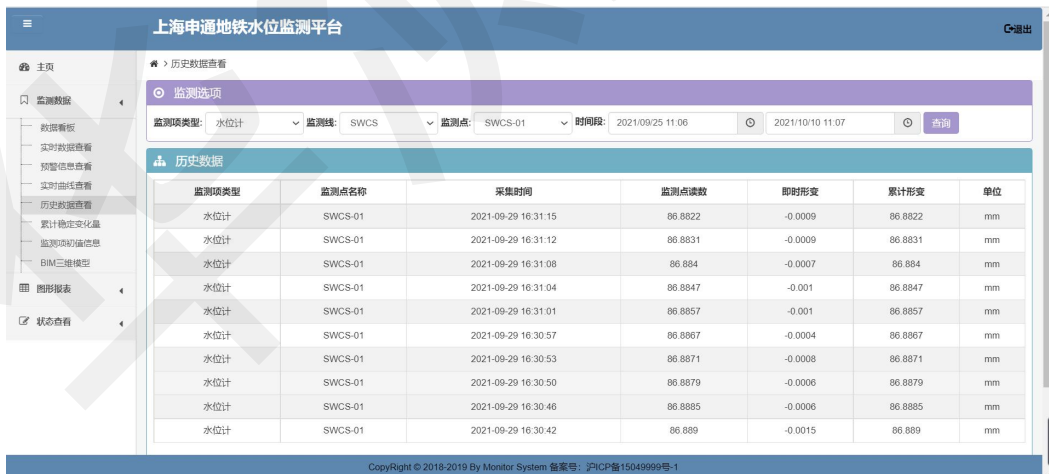 上海申通地铁水位监测平台
退出
主页
监测数据
数据看板
实时数据查看
预警信息查看
实时曲线查看
历史数据查看
累计稳定变化量
监测项初值信息
BIM三维模型
图形报表
状态查看
> 历史数据查看
监测选项
监测项类型: 水位计 监测线: SWCS 监测点: SWCS-01 时间段: 2021/09/25 11:06 2021/10/10 11:07 查询
历史数据
监测项类型 监测点名称 采集时间 监测点读数 即时形变 累计形变 单位
水位计 SWCS-01 2021-09-29 16:31:15 86.8822 -0.0009 86.8822 mm
水位计 SWCS-01 2021-09-29 16:31:12 86.8831 -0.0009 86.8831 mm
水位计 SWCS-01 2021-09-29 16:31:08 86.884 -0.0007 86.884 mm
水位计 SWCS-01 2021-09-29 16:31:04 86.8847 -0.001 86.8847 mm
水位计 SWCS-01 2021-09-29 16:31:01 86.8857 -0.001 86.8857 mm
水位计 SWCS-01 2021-09-29 16:30:57 86.8867 -0.0004 86.8867 mm
水位计 SWCS-01 2021-09-29 16:30:53 86.8871 -0.0008 86.8871 mm
水位计 SWCS-01 2021-09-29 16:30:50 86.8879 -0.0006 86.8879 mm
水位计 SWCS-01 2021-09-29 16:30:46 86.8885 -0.0006 86.8885 mm
水位计 SWCS-01 2021-09-29 16:30:42 86.889 -0.0015 86.889 mm
CopyRight © 2018-2019 By Monitor System 备案号: 沪ICP备15049999号-1